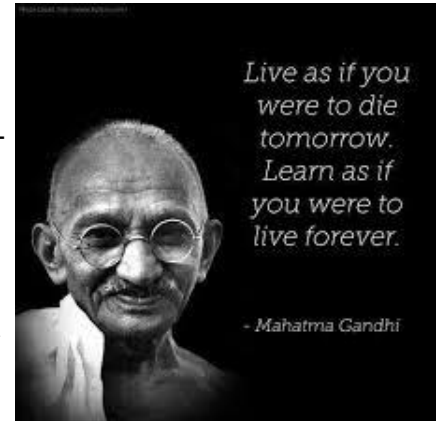 Live as if you
were to die
tomorrow.
Learn as if
you were to
live forever.
- Mahatma Gandhi